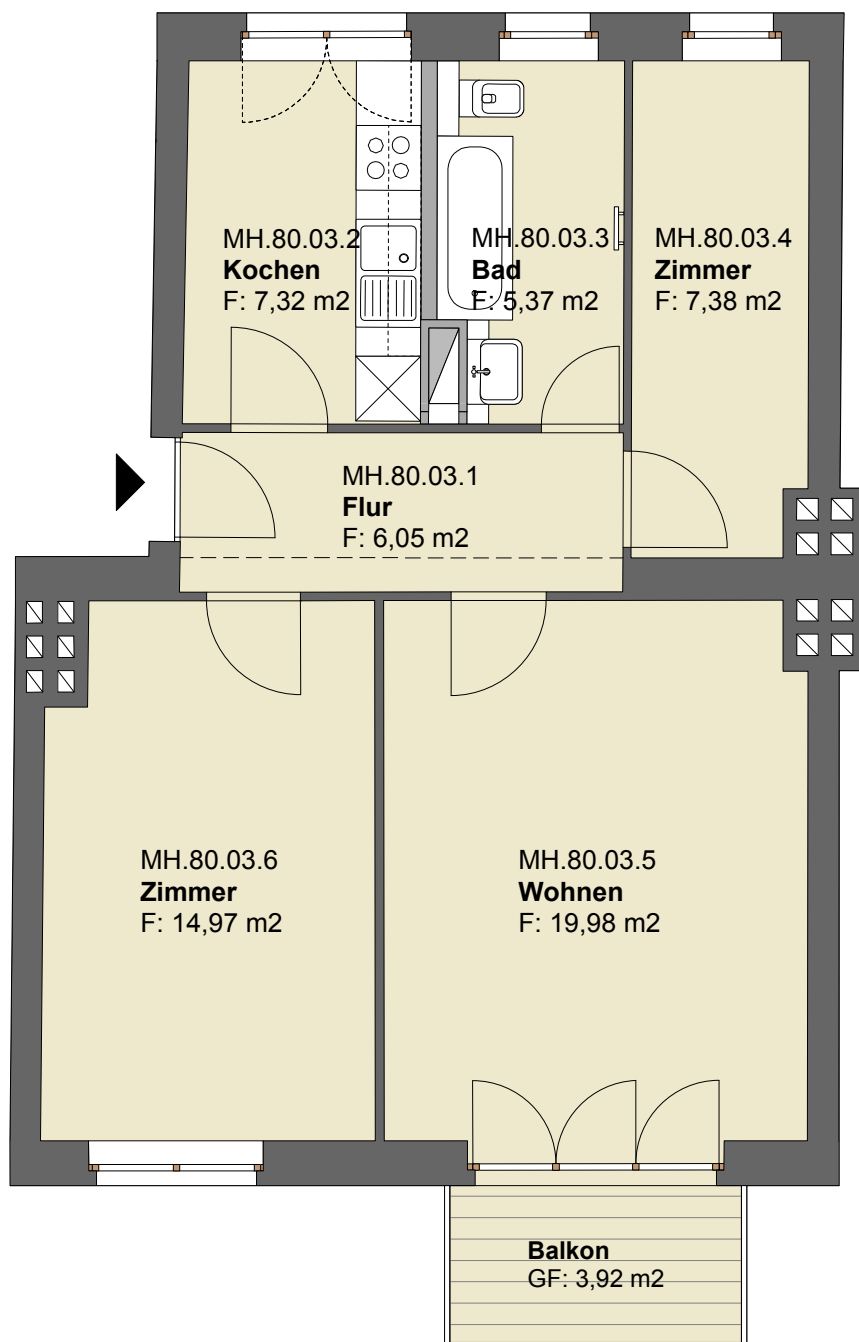 MH.80.03.2
Kochen
F: 7,32 m2
MH.80.03.3
Bad
F: 5,37 m2
MH.80.03.4
Zimmer
F: 7,38 m2
MH.80.03.1
Flur
F: 6,05 m2
MH.80.03.6
Zimmer
F: 14,97 m2
MH.80.03.5
Wohnen
F: 19,98 m2
Balkon
GF: 3,92 m2